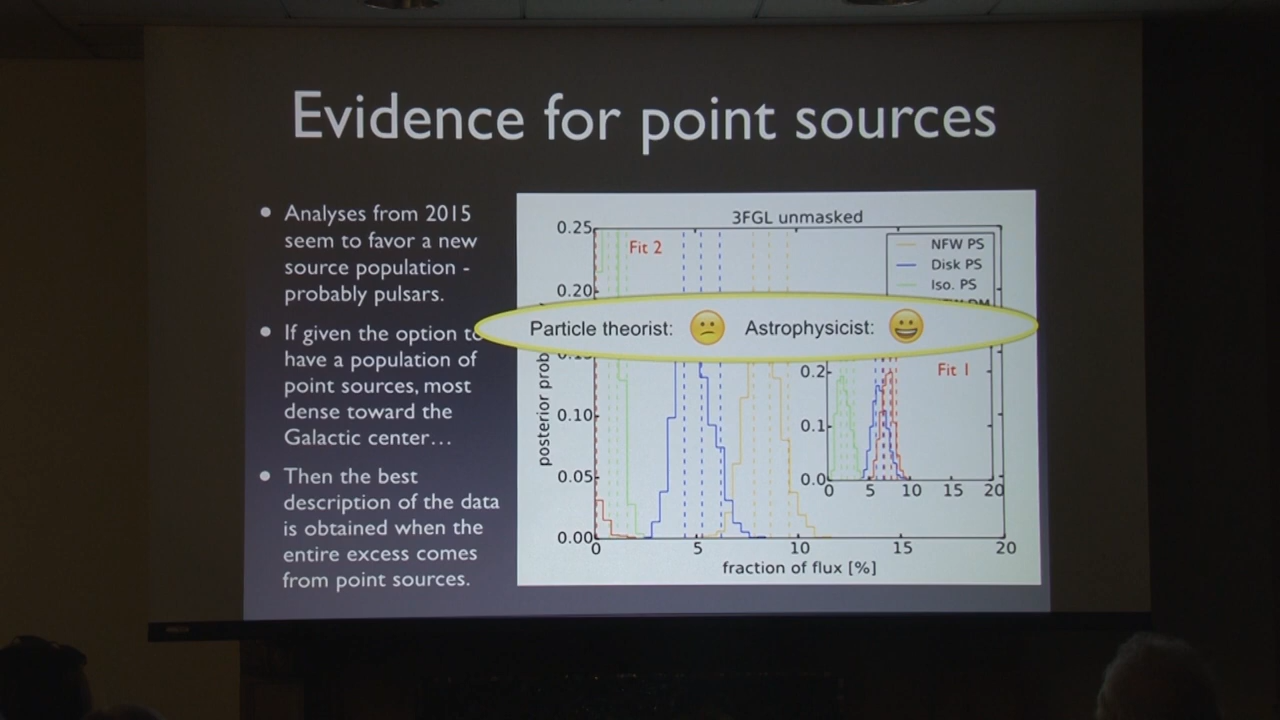 Evidence for point sources
Analyses from 2015
seem to favor a new
source population -
probably pulsars.
If given the option to
have a population of
point sources, most
dense toward the
Galactic center…
Then the best
description of the data
is obtained when the
entire excess comes
from point sources.
3FGL unmasked
0.25
0.20
0.10
0.05
0.00
Fit 2
NFW PS
Disk PS
Iso. PS
Particle theorist: Astrophysicist:
posterior prob
0.2
0.1
0.0
Fit 1
0 5 10 15 20
0 5 10 15 20
fraction of flux [%]